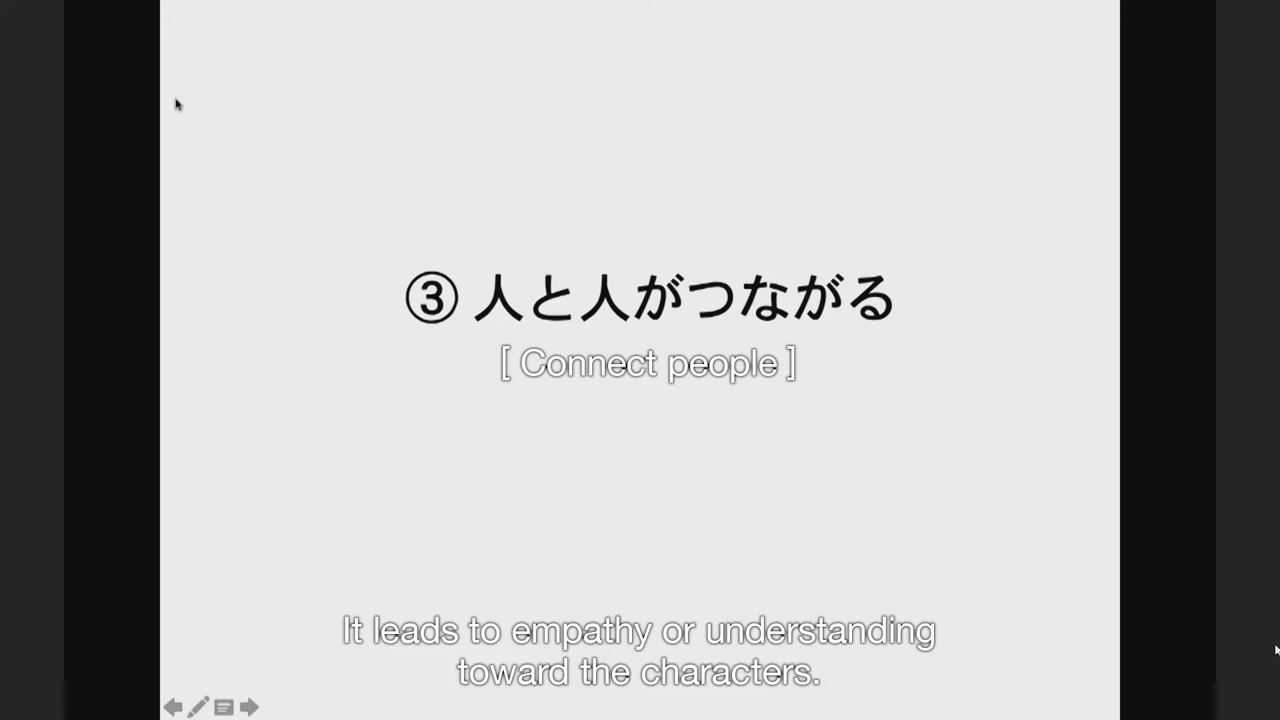 ③ 人と人がつながる
[ Connect people ]
It leads to empathy or understanding
toward the characters.